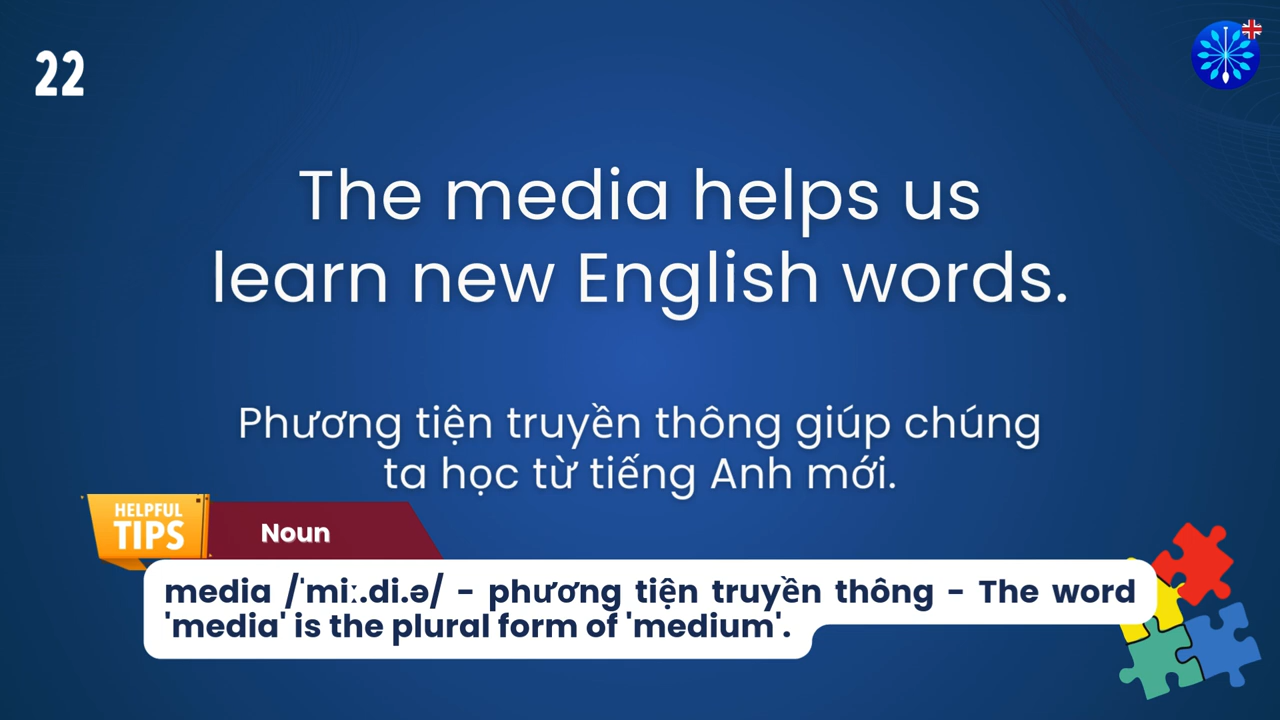 22
The media helps us
learn new English words.
Phương tiện truyền thông giúp chúng
ta học từ tiếng Anh mới.
HELPFUL
TIPS
Noun
media /ˈmiː.di.ə/ - phương tiện truyền thông - The word
'media' is the plural form of 'medium'.